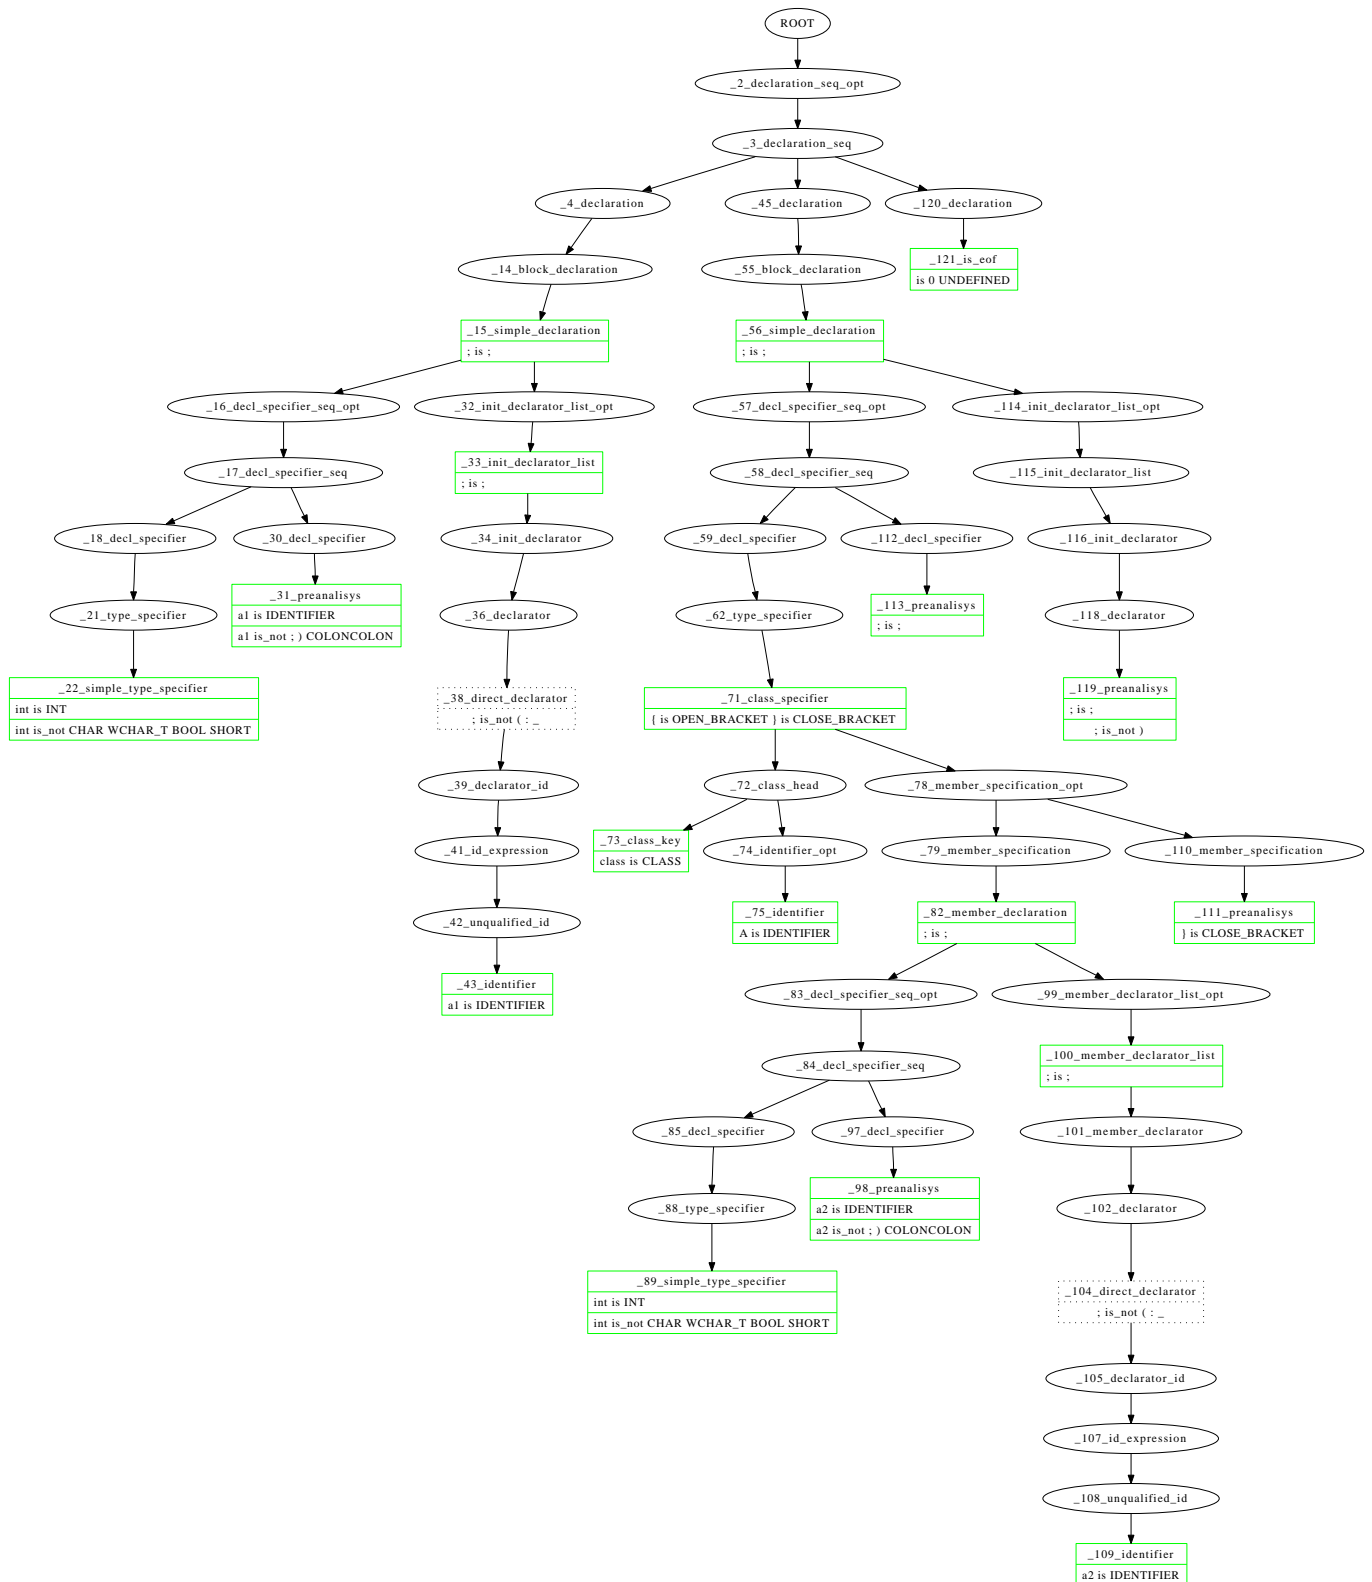 ROOT
_2_declaration_seq_opt
_3_declaration_seq
_4_declaration
_45_declaration
_120_declaration
_14_block_declaration
_55_block_declaration
_121_is_eof
is 0 UNDEFINED
_15_simple_declaration
; is ;
_56_simple_declaration
; is ;
_16_decl_specifier_seq_opt
_32_init_declarator_list_opt
_57_decl_specifier_seq_opt
_114_init_declarator_list_opt
_17_decl_specifier_seq
_33_init_declarator_list
; is ;
_58_decl_specifier_seq
_115_init_declarator_list
_18_decl_specifier
_30_decl_specifier
_34_init_declarator
_59_decl_specifier
_112_decl_specifier
_116_init_declarator
_21_type_specifier
_31_preanalisys
a1 is IDENTIFIER
a1 is_not ; ) COLONCOLON
_36_declarator
_62_type_specifier
_113_preanalisys
; is ;
_118_declarator
_22_simple_type_specifier
int is INT
int is_not CHAR WCHAR_T BOOL SHORT
_38_direct_declarator
; is_not ( : _
_71_class_specifier
{ is OPEN_BRACKET } is CLOSE_BRACKET
_119_preanalisys
; is ;
; is_not )
_39_declarator_id
_72_class_head
_78_member_specification_opt
_41_id_expression
_73_class_key
class is CLASS
_74_identifier_opt
_79_member_specification
_110_member_specification
_42_unqualified_id
_75_identifier
A is IDENTIFIER
_82_member_declaration
; is ;
_111_preanalisys
} is CLOSE_BRACKET
_43_identifier
a1 is IDENTIFIER
_83_decl_specifier_seq_opt
_99_member_declarator_list_opt
_84_decl_specifier_seq
_100_member_declarator_list
; is ;
_85_decl_specifier
_97_decl_specifier
_101_member_declarator
_88_type_specifier
_98_preanalisys
a2 is IDENTIFIER
a2 is_not ; ) COLONCOLON
_102_declarator
_89_simple_type_specifier
int is INT
int is_not CHAR WCHAR_T BOOL SHORT
_104_direct_declarator
; is_not ( : _
_105_declarator_id
_107_id_expression
_108_unqualified_id
_109_identifier
a2 is IDENTIFIER